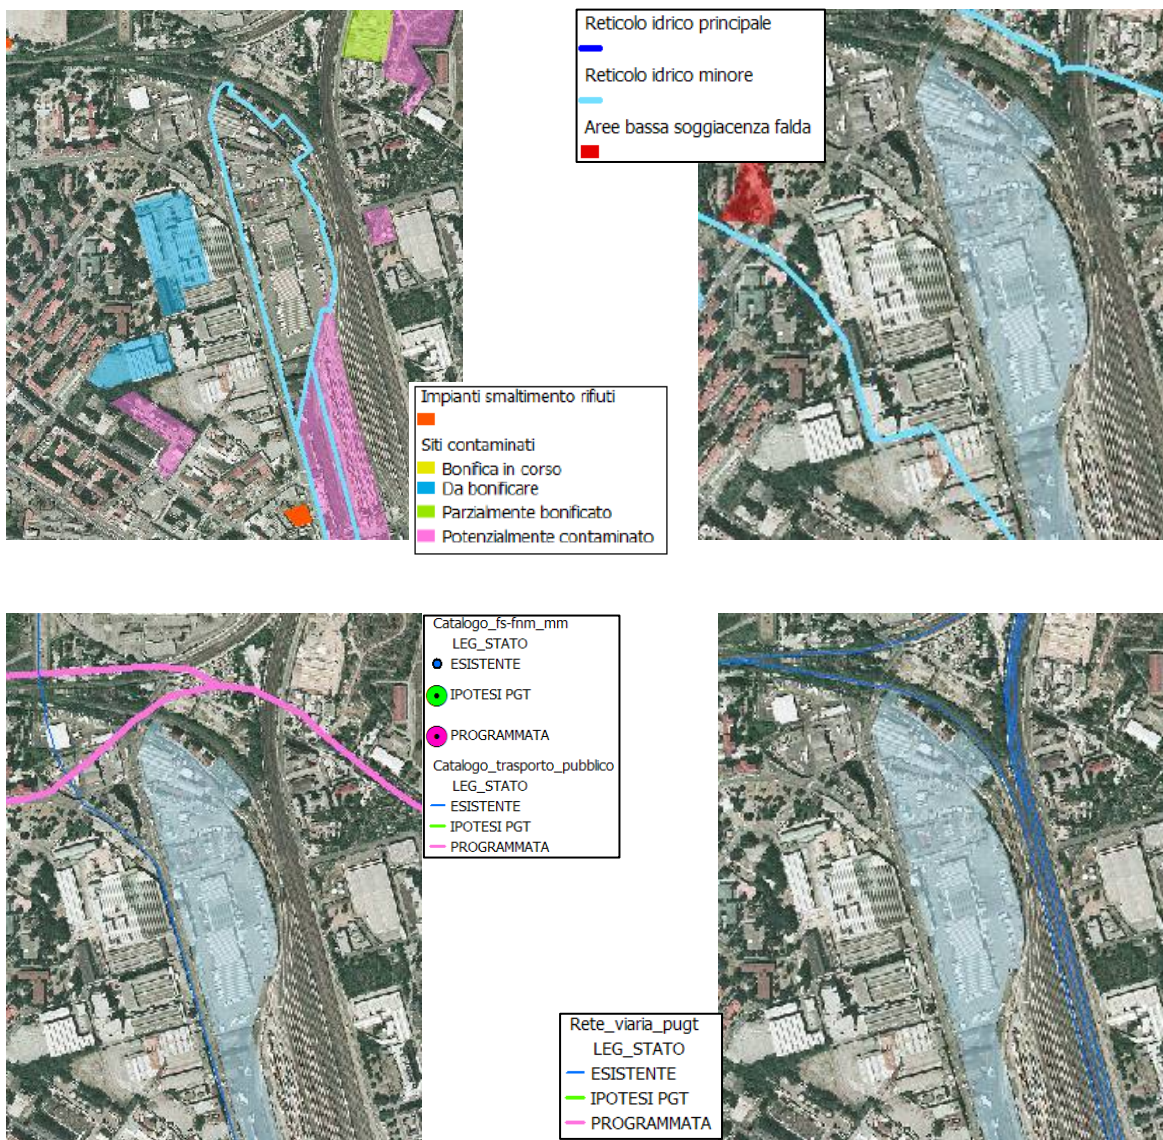 Reticolo idrico principale
Reticolo idrico minore
Aree bassa soggiacenza falda
Impianti smaltimento rifiuti
Siti contaminati
Bonifica in corso
Da bonificare
Parzialmente bonificato
Potenzialmente contaminato
Catalogo_fs-fnm_mm
LEG_STATO
ESISTENTE
IPOTESI PGT
PROGRAMMATA
Catalogo_trasporto_pubblico
LEG_STATO
ESISTENTE
IPOTESI PGT
PROGRAMMATA
Rete_viaria_pugt
LEG_STATO
ESISTENTE
IPOTESI PGT
PROGRAMMATA